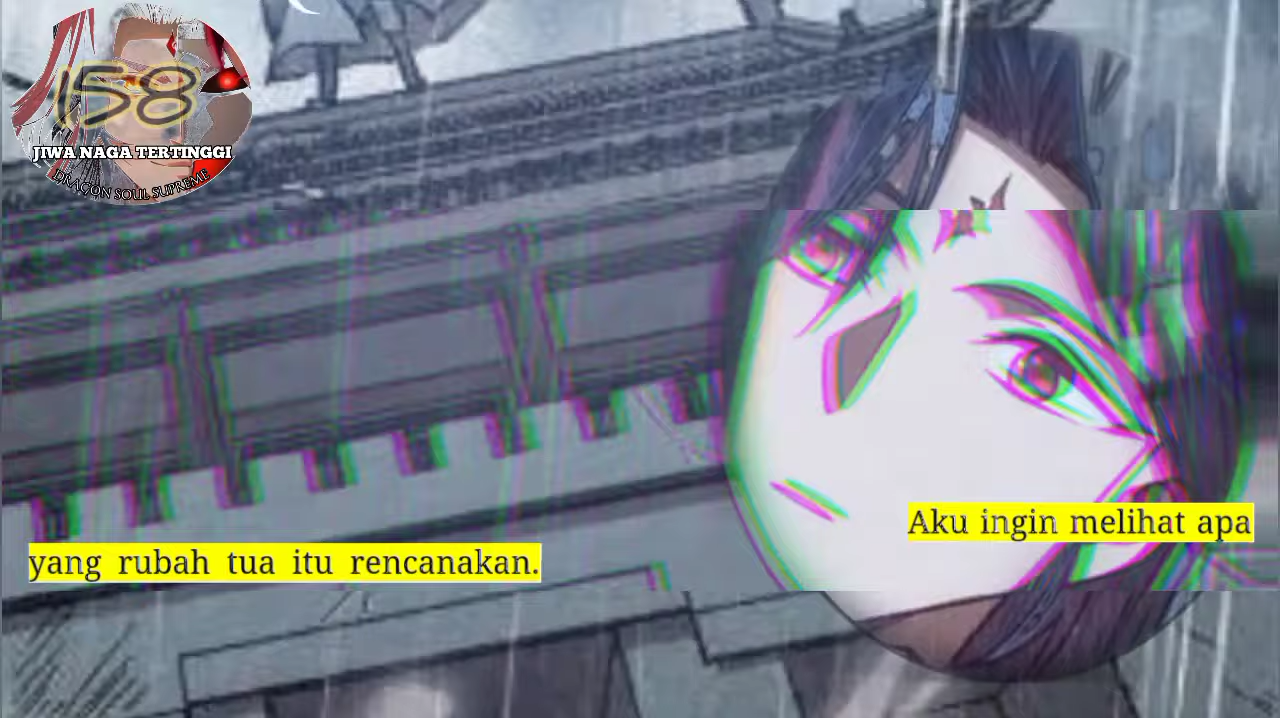 158
JIWA NAGA TERTINGGI
DRAGON SOUL SUPREME
Aku ingin melihat apa
yang rubah tua itu rencanakan.